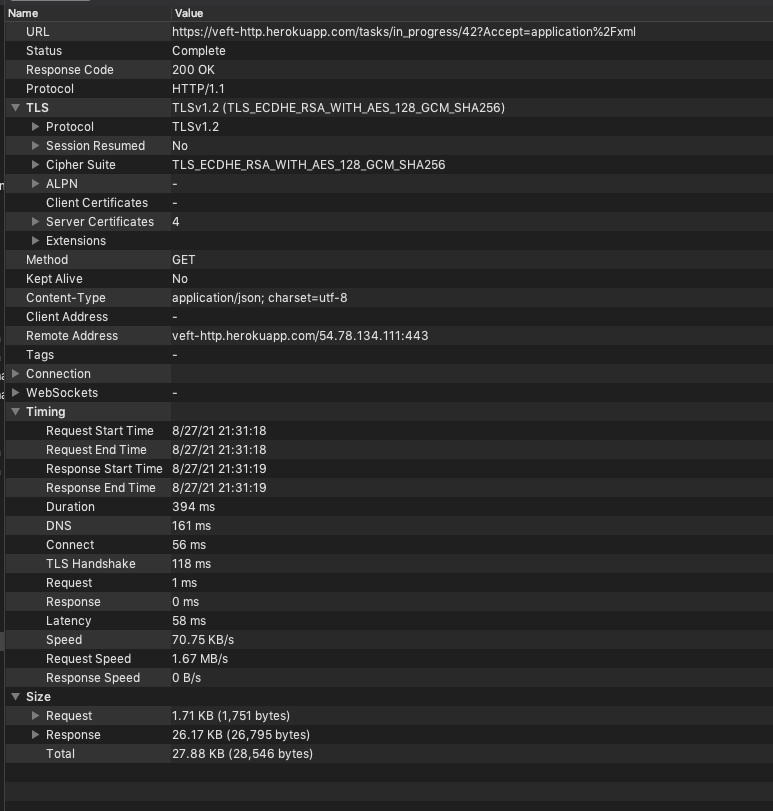 Name Value
URL https://veft-http.herokuapp.com/tasks/in_progress/42?Accept=application%2Fxml
Status Complete
Response Code 200 OK
Protocol HTTP/1.1
TLS TLSv1.2 (TLS_ECDHE_RSA_WITH_AES_128_GCM_SHA256)
Protocol TLSv1.2
Session Resumed No
Cipher Suite TLS_ECDHE_RSA_WITH_AES_128_GCM_SHA256
ALPN -
Client Certificates -
Server Certificates 4
Extensions
Method GET
Kept Alive No
Content-Type application/json; charset=utf-8
Client Address -
Remote Address veft-http.herokuapp.com/54.78.134.111:443
Tags -
Connection
WebSockets -
Timing
Request Start Time 8/27/21 21:31:18
Request End Time 8/27/21 21:31:18
Response Start Time 8/27/21 21:31:19
Response End Time 8/27/21 21:31:19
Duration 394 ms
DNS 161 ms
Connect 56 ms
TLS Handshake 118 ms
Request 1 ms
Response 0 ms
Latency 58 ms
Speed 70.75 KB/s
Request Speed 1.67 MB/s
Response Speed 0 B/s
Size
Request 1.71 KB (1,751 bytes)
Response 26.17 KB (26,795 bytes)
Total 27.88 KB (28,546 bytes)